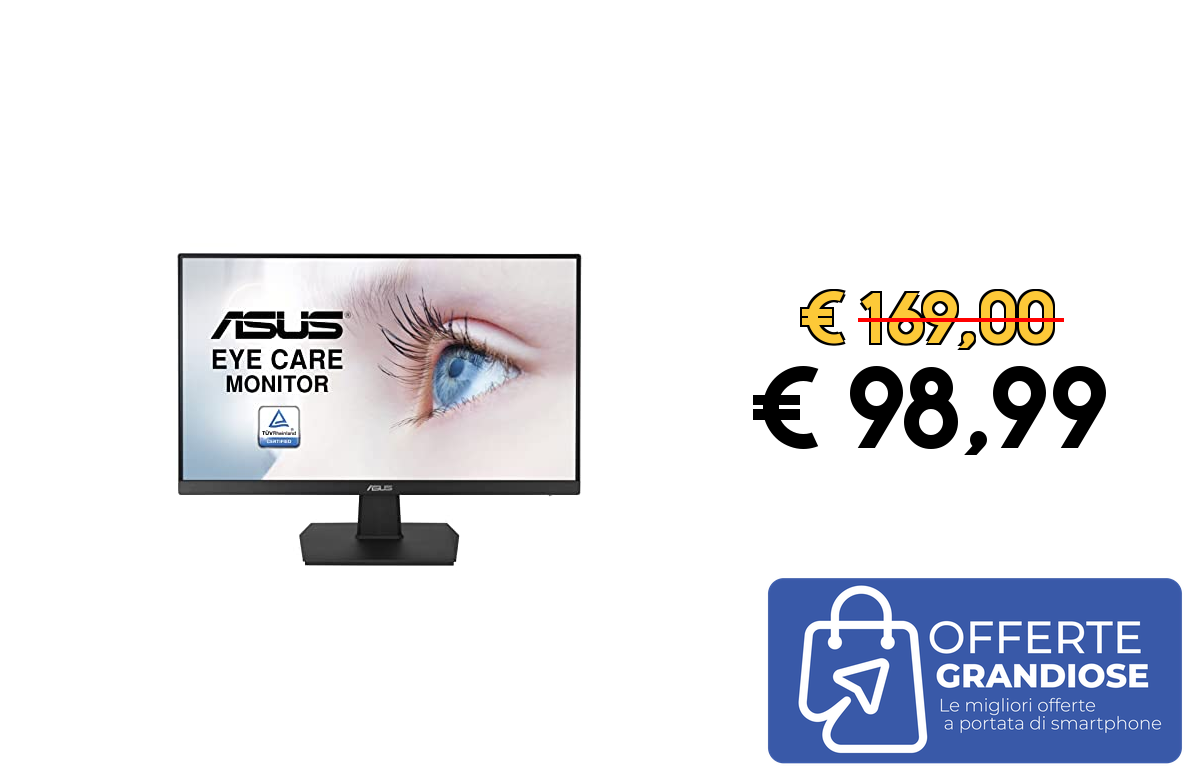 ASUS®
EYE CARE
MONITOR
TÜVRheinland
CERTIFIED
ASUS
€ 169,00
€ 98,99
OFFERTE
GRANDIOSE
Le migliori offerte
a portata di smartphone